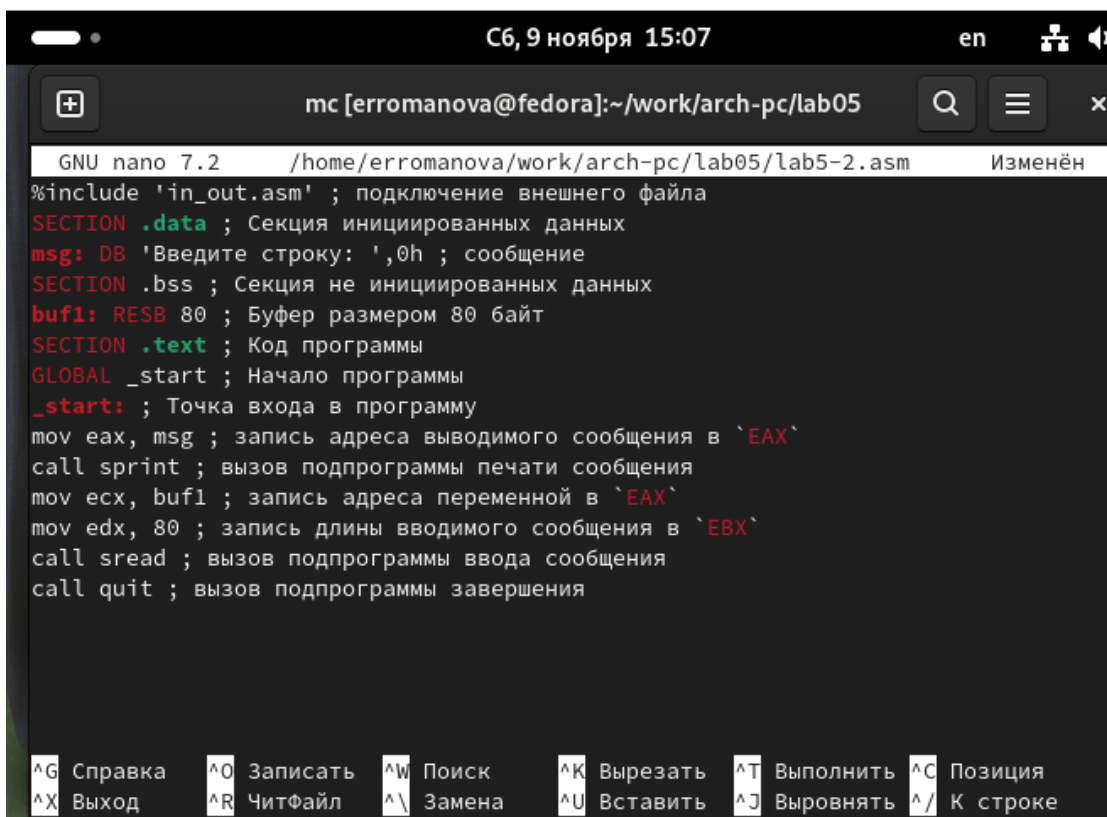 Сб, 9 ноября 15:07 en
mc [erromanova@fedora]:~/work/arch-pc/lab05
GNU nano 7.2 /home/erromanova/work/arch-pc/lab05/lab5-2.asm Изменён
%include 'in_out.asm' ; подключение внешнего файла
SECTION .data ; Секция инициированных данных
msg: DB 'Введите строку: ',0h ; сообщение
SECTION .bss ; Секция не инициированных данных
buf1: RESB 80 ; Буфер размером 80 байт
SECTION .text ; Код программы
GLOBAL _start ; Начало программы
_start: ; Точка входа в программу
mov eax, msg ; запись адреса выводимого сообщения в `EAX`
call sprint ; вызов подпрограммы печати сообщения
mov ecx, buf1 ; запись адреса переменной в `EAX`
mov edx, 80 ; запись длины вводимого сообщения в `EBX`
call sread ; вызов подпрограммы ввода сообщения
call quit ; вызов подпрограммы завершения
^G Справка ^O Записать ^W Поиск ^K Вырезать ^T Выполнить ^C Позиция
^X Выход ^R ЧитФайл ^\ Замена ^U Вставить ^J Выровнять ^/ К строке